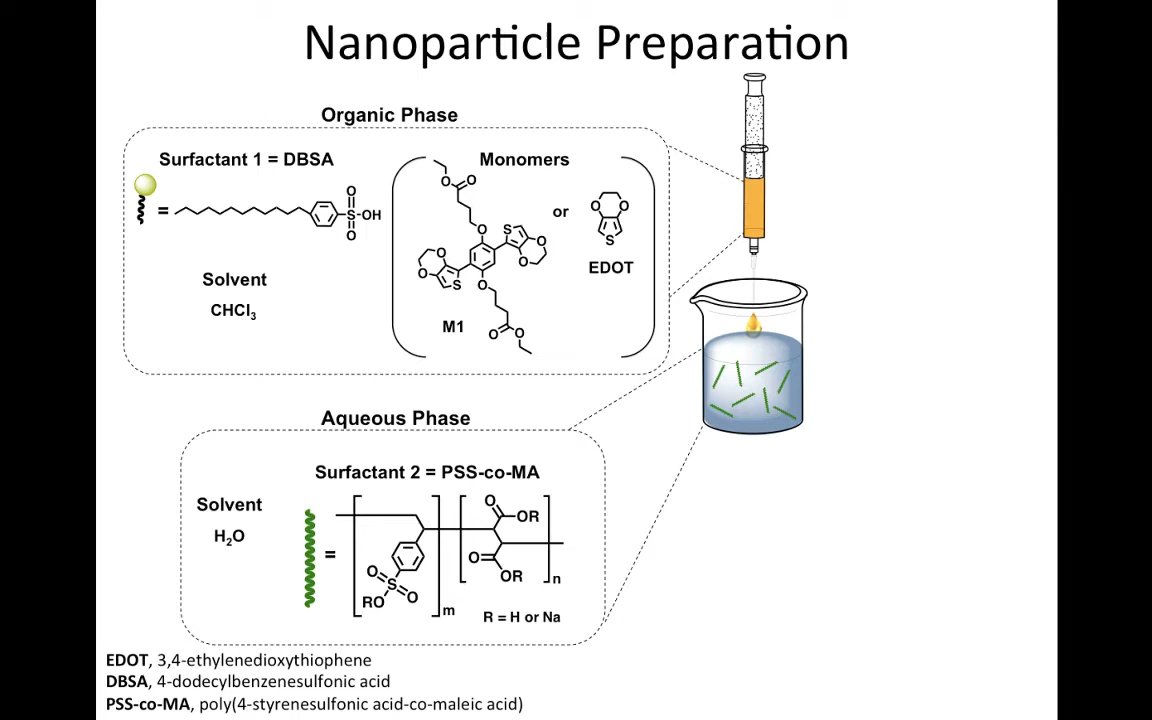 Nanoparticle Preparation
Organic Phase
Surfactant 1 = DBSA
=
O
S-OH
O
Solvent
CHCl₃
Monomers
O
O
O
S
O
O
O
O
S
O
O
O
O
M1
or
O
O
S
EDOT
Aqueous Phase
Surfactant 2 = PSS-co-MA
Solvent
H₂O
=
O
S
O
RO
m
O
OR
O
OR
n
R = H or Na
EDOT, 3,4-ethylenedioxythiophene
DBSA, 4-dodecylbenzenesulfonic acid
PSS-co-MA, poly(4-styrenesulfonic acid-co-maleic acid)